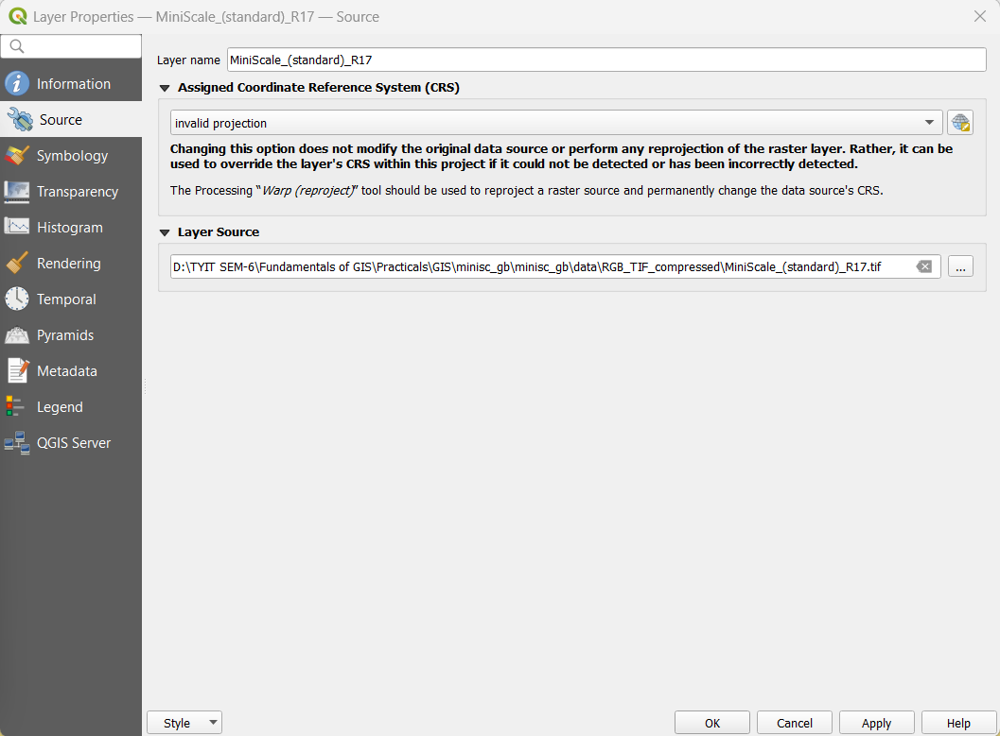 Layer Properties — MiniScale_(standard)_R17 — Source
Information
Source
Symbology
Transparency
Histogram
Rendering
Temporal
Pyramids
Metadata
Legend
QGIS Server
Layer name MiniScale_(standard)_R17
Assigned Coordinate Reference System (CRS)
invalid projection
Changing this option does not modify the original data source or perform any reprojection of the raster layer. Rather, it can be
used to override the layer's CRS within this project if it could not be detected or has been incorrectly detected.
The Processing “Warp (reproject)” tool should be used to reproject a raster source and permanently change the data source's CRS.
Layer Source
D:\TYIT SEM-6\Fundamentals of GIS\Practicals\GIS\minisc_gb\minisc_gb\data\RGB_TIF_compressed\MiniScale_(standard)_R17.tif ...
Style OK Cancel Apply Help